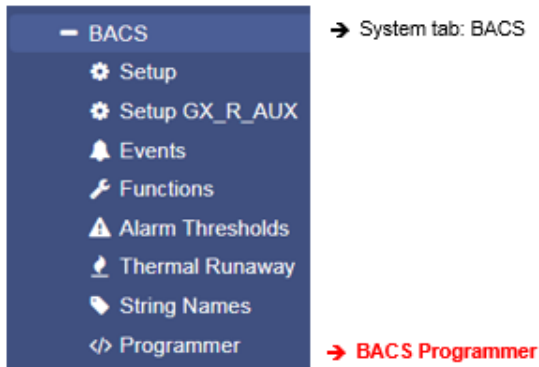 BACS → System tab: BACS
Setup
Setup GX_R_AUX
Events
Functions
Alarm Thresholds
Thermal Runaway
String Names
</> Programmer → BACS Programmer